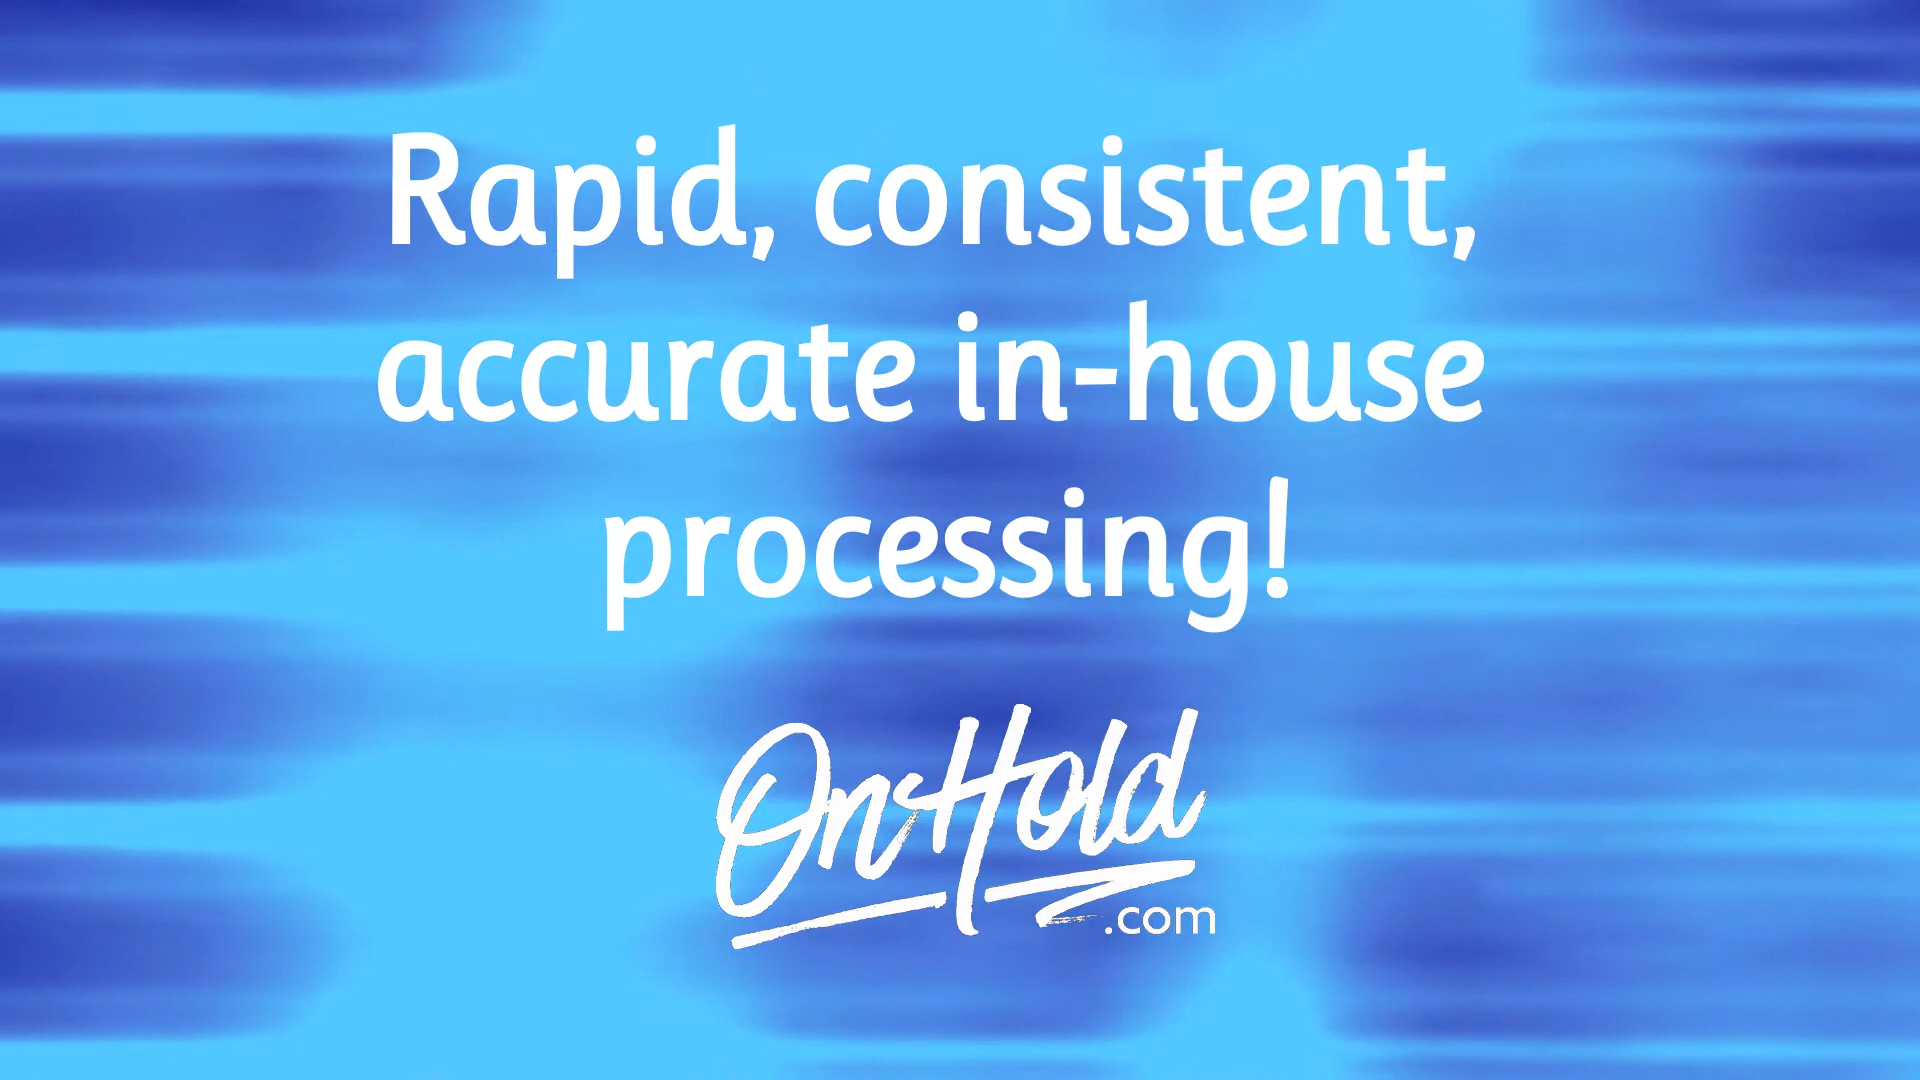 Rapid, consistent,
accurate in-house
processing!
OnHold
.com